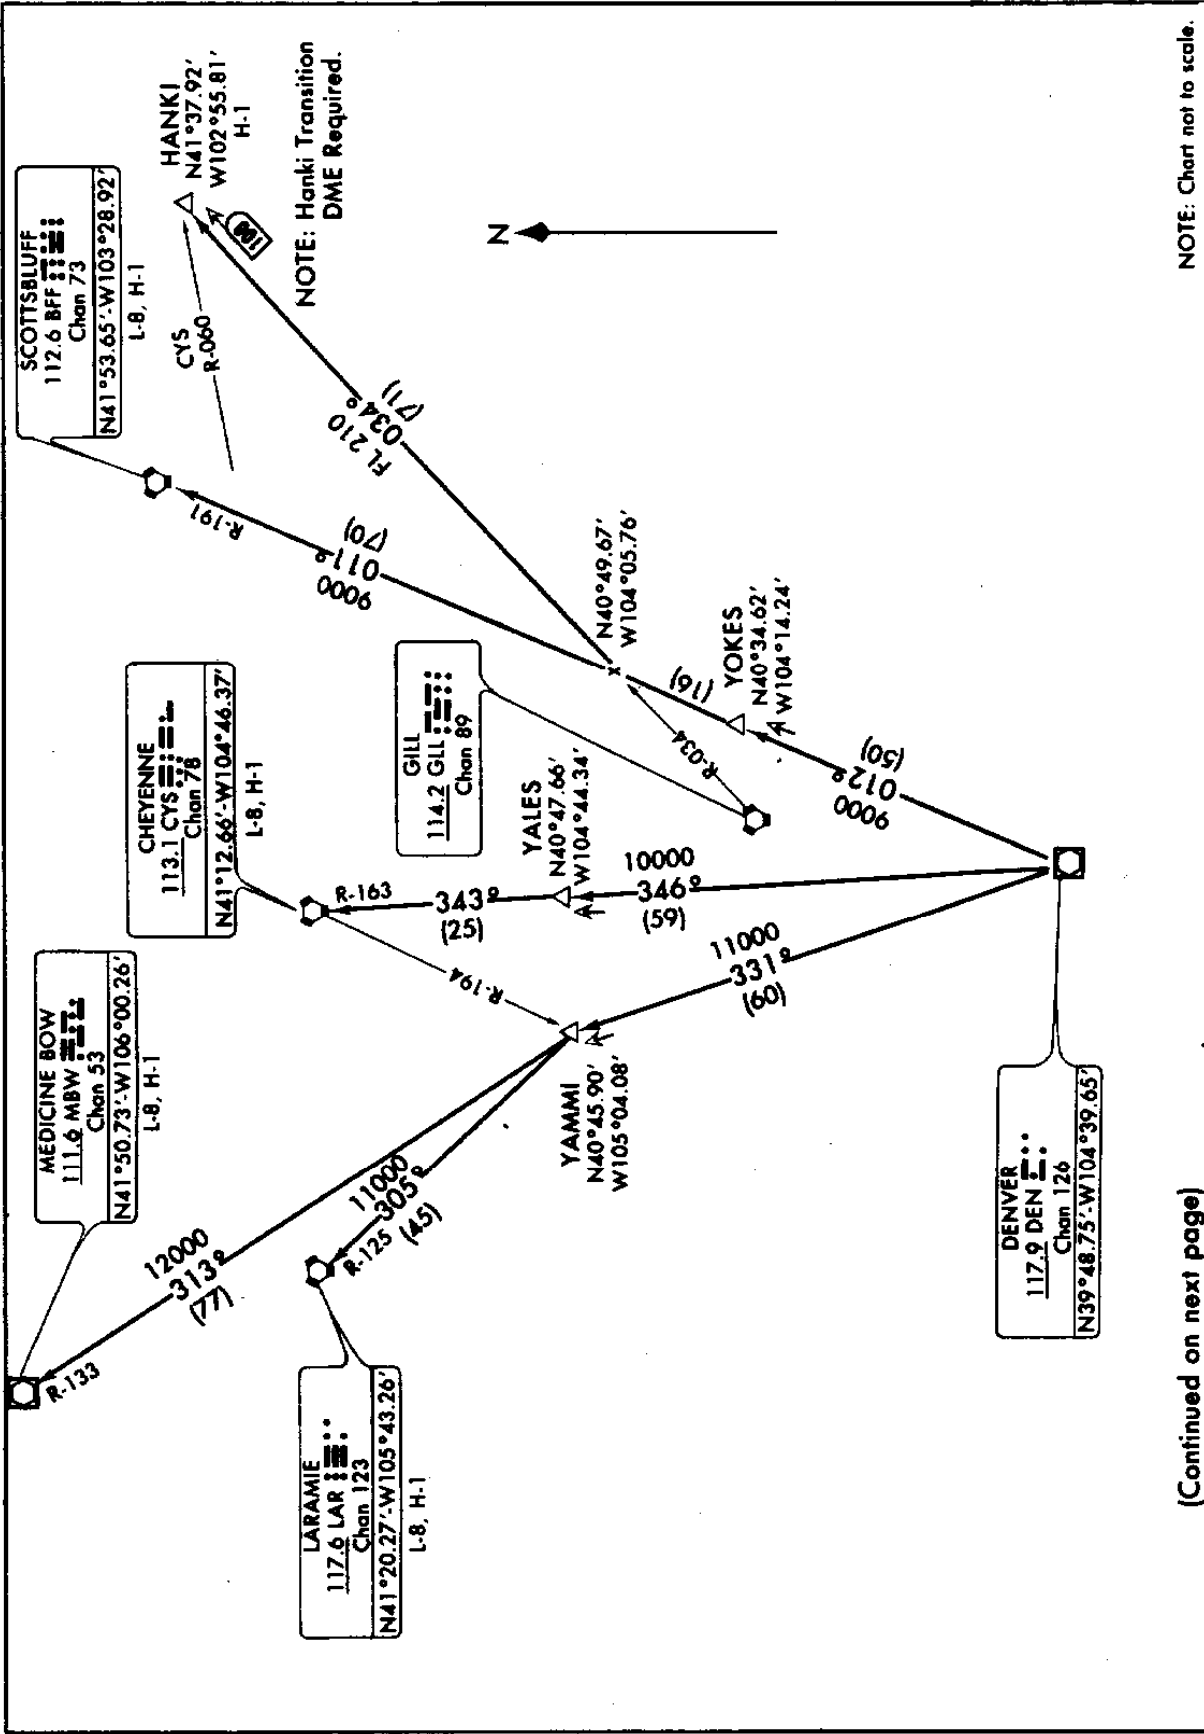 SCOTTSBLUFF
112.6 BFF
Chan 73
N41°53.65'-W103°28.92'
L-8, H-1
HANKI
N41°37.92'
W102°55.81'
H-1
NOTE: Hanki Transition
DME Required.
100
CYS
R-060
FL 210
034°
(71)
R-191
9000
011°
(70)
N
N40°49.67'
W104°05.76'
(16)
YOKES
N40°34.62'
W104°14.24'
9000
012°
(50)
R-034
GILL
114.2 GLL
Chan 89
CHEYENNE
113.1 CYS
Chan 78
N41°12.66'-W104°46.37'
L-8, H-1
YALES
N40°47.66'
W104°44.34'
R-163
343°
(25)
10000
346°
(59)
R-194
11000
331°
(60)
YAMMI
N40°45.90'
W105°04.08'
MEDICINE BOW
111.6 MBW
Chan 53
N41°50.73'-W106°00.26'
L-8, H-1
12000
313°
(77)
R-133
11000
305°
(45)
R-125
LARAMIE
117.6 LAR
Chan 123
N41°20.27'-W105°43.26'
L-8, H-1
DENVER
117.9 DEN
Chan 126
N39°48.75'-W104°39.65'
NOTE: Chart not to scale.
(Continued on next page)